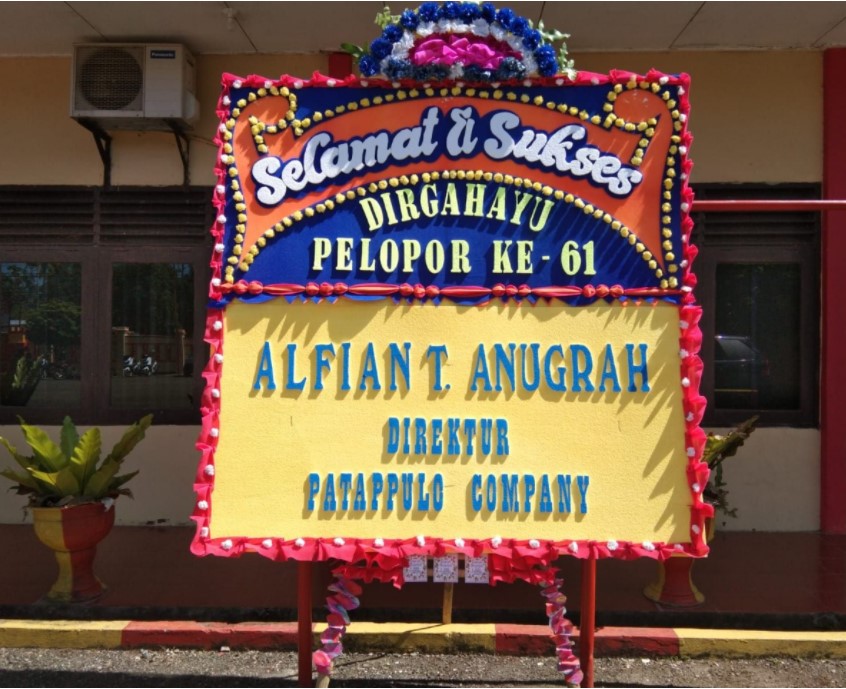 Selamat & Sukses
DIRGAHAYU
PELOPOR KE-61
ALFIAN T. ANUGRAH
DIREKTUR
PATAPPULO COMPANY